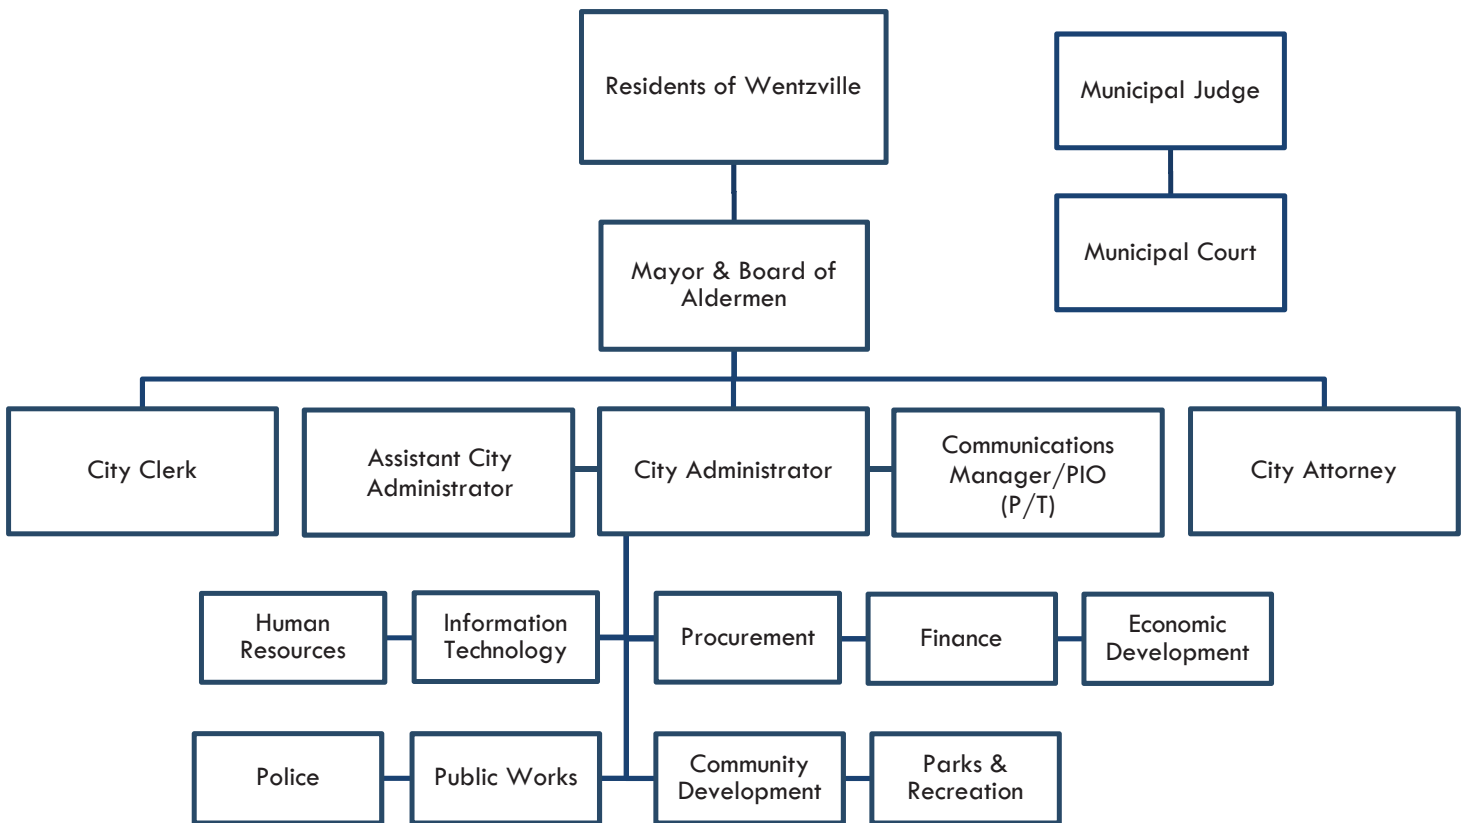 Residents of Wentzville
Municipal Judge
Municipal Court
Mayor & Board of
Aldermen
City Clerk
Assistant City
Administrator
City Administrator
Communications
Manager/PIO
(P/T)
City Attorney
Human
Resources
Information
Technology
Procurement
Finance
Economic
Development
Police
Public Works
Community
Development
Parks &
Recreation